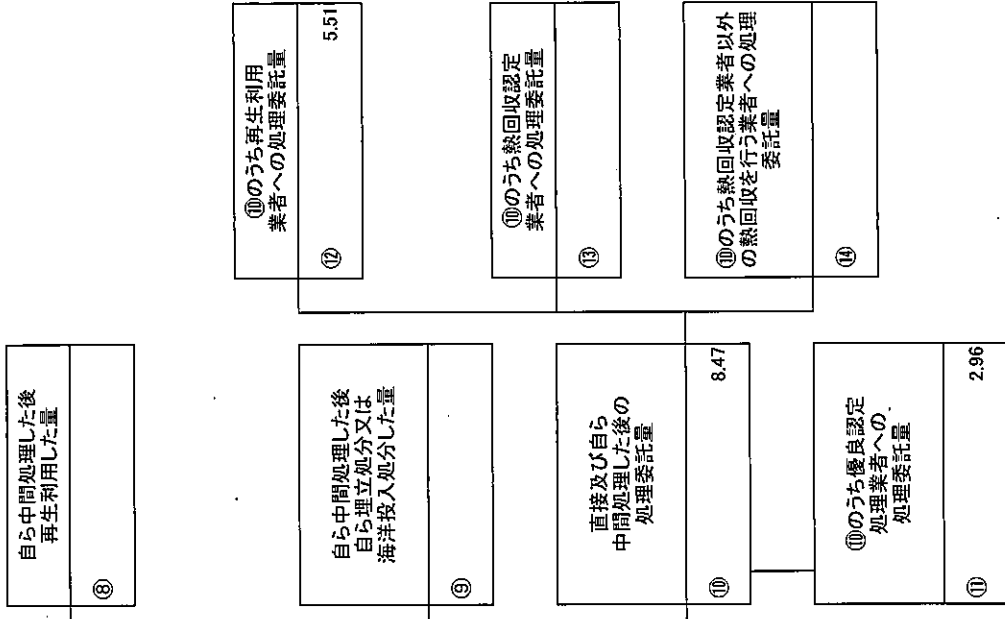 自ら中間処理した後
再生利用した量
⑧
自ら中間処理した後
自ら埋立処分又は
海洋投入処分した量
⑨
直接及び自ら
中間処理した後の
処理委託量
⑩ 8.47
⑩のうち優良認定
処理業者への
処理委託量
⑪ 2.96
⑩のうち再生利用
業者への処理委託量
⑫ 5.51
⑩のうち熱回収認定
業者への処理委託量
⑬
⑩のうち熱回収認定業者以外
の熱回収を行う業者への処理
委託量
⑭